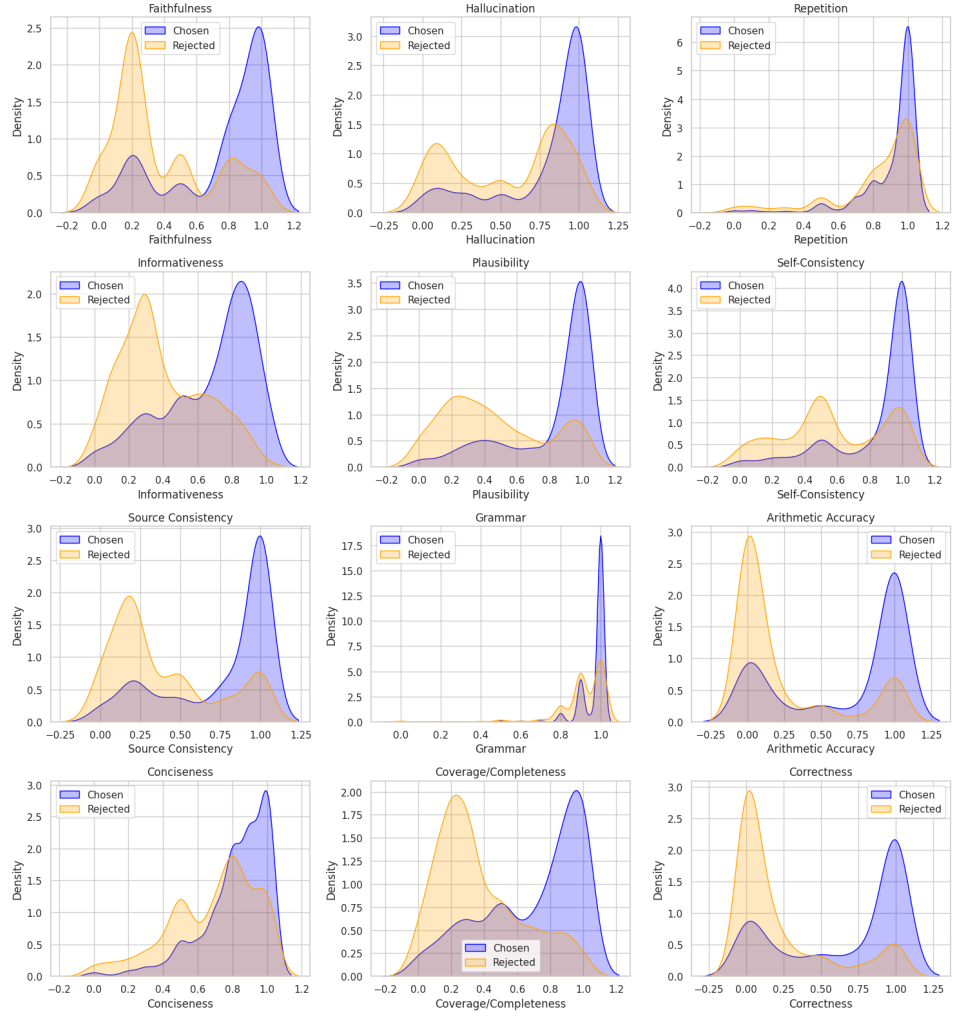 Faithfulness
Chosen
Rejected
Density
0.0
0.5
1.0
1.5
2.0
2.5
−0.2 0.0 0.2 0.4 0.6 0.8 1.0 1.2
Faithfulness
Hallucination
Chosen
Rejected
Density
0.0
0.5
1.0
1.5
2.0
2.5
3.0
−0.25 0.00 0.25 0.50 0.75 1.00 1.25
Hallucination
Repetition
Chosen
Rejected
Density
0
1
2
3
4
5
6
−0.2 0.0 0.2 0.4 0.6 0.8 1.0 1.2
Repetition
Informativeness
Chosen
Rejected
Density
0.0
0.5
1.0
1.5
2.0
−0.2 0.0 0.2 0.4 0.6 0.8 1.0 1.2
Informativeness
Plausibility
Chosen
Rejected
Density
0.0
0.5
1.0
1.5
2.0
2.5
3.0
3.5
−0.2 0.0 0.2 0.4 0.6 0.8 1.0 1.2
Plausibility
Self-Consistency
Chosen
Rejected
Density
0.0
0.5
1.0
1.5
2.0
2.5
3.0
3.5
4.0
−0.2 0.0 0.2 0.4 0.6 0.8 1.0 1.2
Self-Consistency
Source Consistency
Chosen
Rejected
Density
0.0
0.5
1.0
1.5
2.0
2.5
3.0
−0.25 0.00 0.25 0.50 0.75 1.00 1.25
Source Consistency
Grammar
Chosen
Rejected
Density
0.0
2.5
5.0
7.5
10.0
12.5
15.0
17.5
0.0 0.2 0.4 0.6 0.8 1.0
Grammar
Arithmetic Accuracy
Chosen
Rejected
Density
0.0
0.5
1.0
1.5
2.0
2.5
3.0
−0.25 0.00 0.25 0.50 0.75 1.00 1.25
Arithmetic Accuracy
Conciseness
Chosen
Rejected
Density
0.0
0.5
1.0
1.5
2.0
2.5
3.0
−0.2 0.0 0.2 0.4 0.6 0.8 1.0 1.2
Conciseness
Coverage/Completeness
Chosen
Rejected
Density
0.00
0.25
0.50
0.75
1.00
1.25
1.50
1.75
2.00
−0.2 0.0 0.2 0.4 0.6 0.8 1.0 1.2
Coverage/Completeness
Correctness
Chosen
Rejected
Density
0.0
0.5
1.0
1.5
2.0
2.5
3.0
−0.25 0.00 0.25 0.50 0.75 1.00 1.25
Correctness